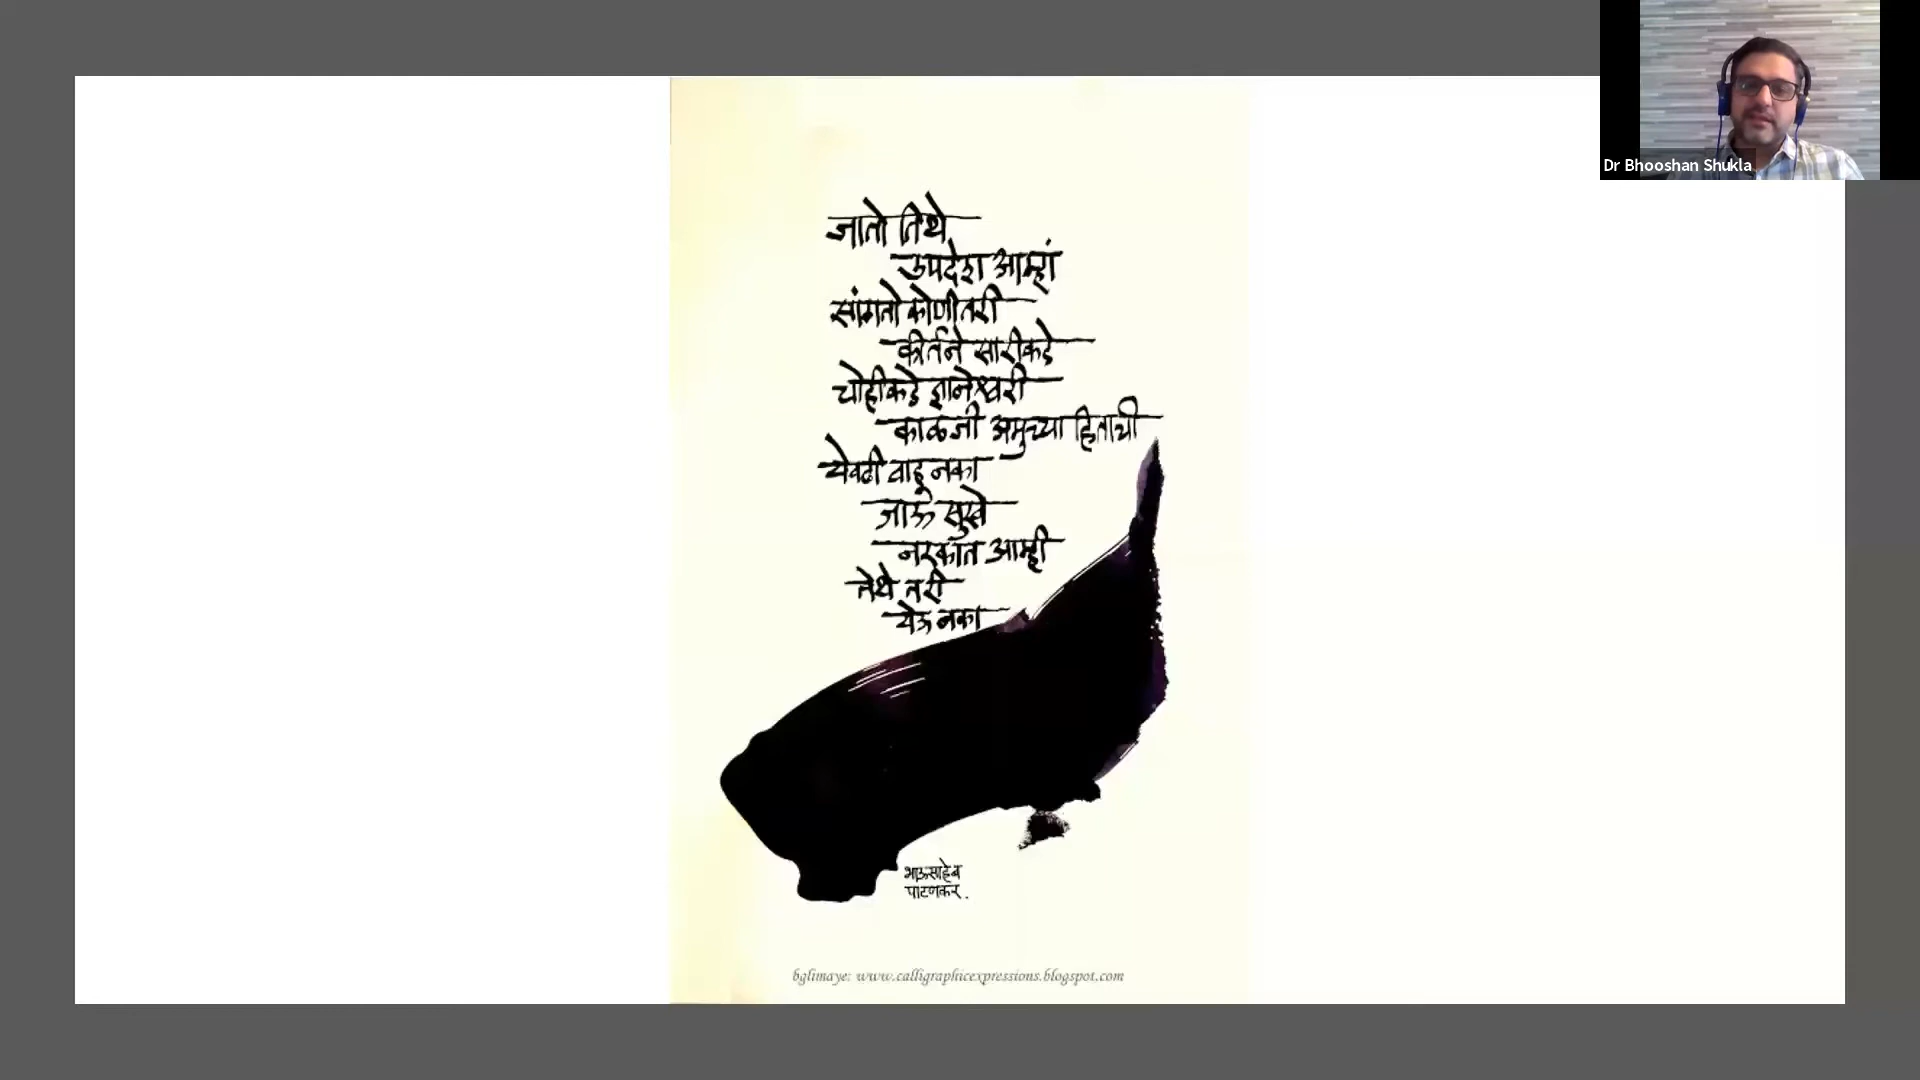 जातो तिथे
उपदेश आम्हां
सांगतो कोणीतरी
कीर्तने सारीकडे
चोहीकडे ज्ञानेश्वरी
काळजी अमुच्या हिताची
येवढी वाहू नका
जाऊ सुखे
नरकात आम्ही
तेथे तरी
येऊ नका
भाऊसाहेब
पाटणकर.
bglimaye: www.calligraphicexpressions.blogspot.com
Dr Bhooshan Shukla